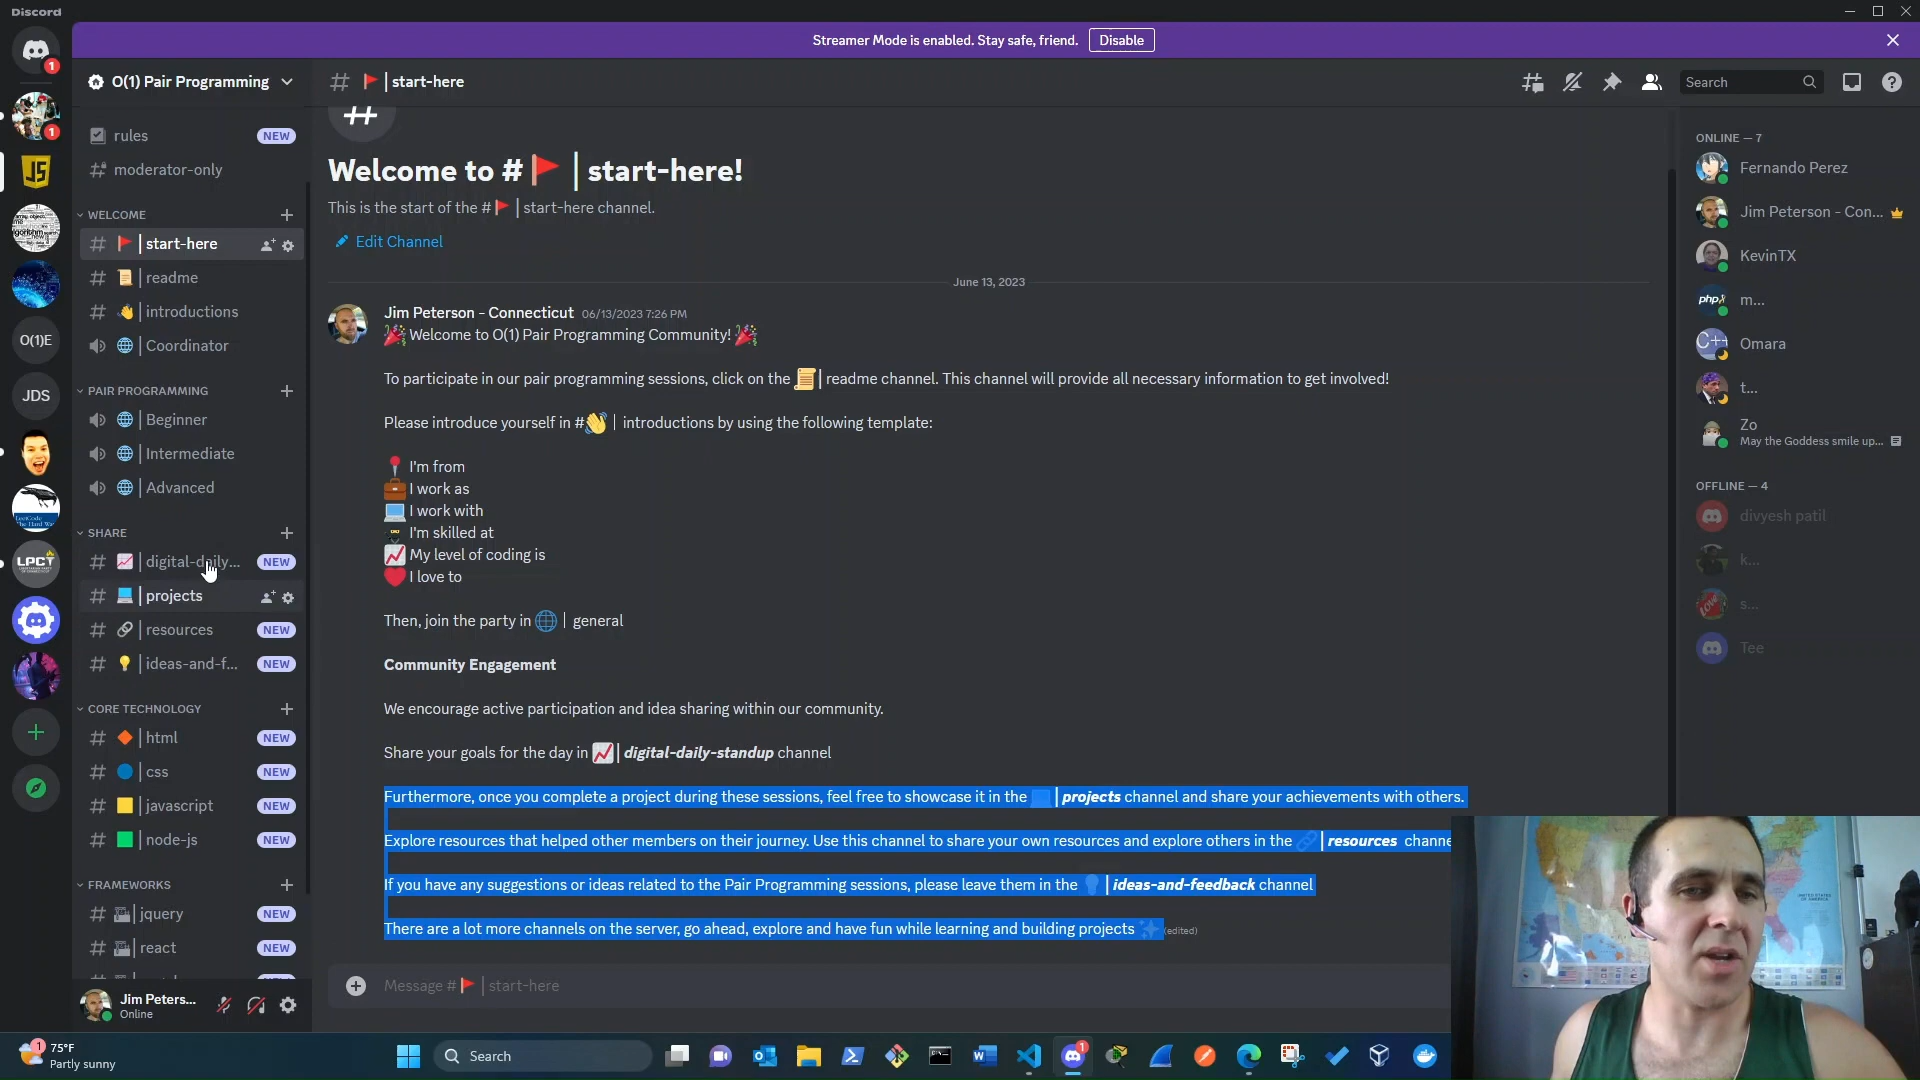 Discord
Streamer Mode is enabled. Stay safe, friend. Disable
O(1) Pair Programming
start-here
Search
rules NEW
moderator-only
WELCOME
start-here
readme
introductions
Coordinator
PAIR PROGRAMMING
Beginner
Intermediate
Advanced
SHARE
digital-daily... NEW
projects
resources NEW
ideas-and-f... NEW
CORE TECHNOLOGY
html NEW
css NEW
javascript NEW
node-js NEW
FRAMEWORKS
jquery NEW
react NEW
Jim Peters...
Online
1
1
JS
O(1)E
JDS
LPCT
Welcome to # | start-here!
This is the start of the # | start-here channel.
Edit Channel
June 13, 2023
Jim Peterson - Connecticut 06/13/2023 7:26 PM
Welcome to O(1) Pair Programming Community!
To participate in our pair programming sessions, click on the | readme channel. This channel will provide all necessary information to get involved!
Please introduce yourself in # | introductions by using the following template:
I'm from
I work as
I work with
I'm skilled at
My level of coding is
I love to
Then, join the party in | general
Community Engagement
We encourage active participation and idea sharing within our community.
Share your goals for the day in | digital-daily-standup channel
Furthermore, once you complete a project during these sessions, feel free to showcase it in the | projects channel and share your achievements with others.
Explore resources that helped other members on their journey. Use this channel to share your own resources and explore others in the | resources channe
If you have any suggestions or ideas related to the Pair Programming sessions, please leave them in the | ideas-and-feedback channel
There are a lot more channels on the server, go ahead, explore and have fun while learning and building projects (edited)
Message # | start-here
ONLINE — 7
Fernando Perez
Jim Peterson - Con...
KevinTX
php
m...
C++
Omara
t...
Zo
May the Goddess smile up...
OFFLINE — 4
divyesh patil
k...
s...
Tee
1
75°F
Partly sunny
Search
1